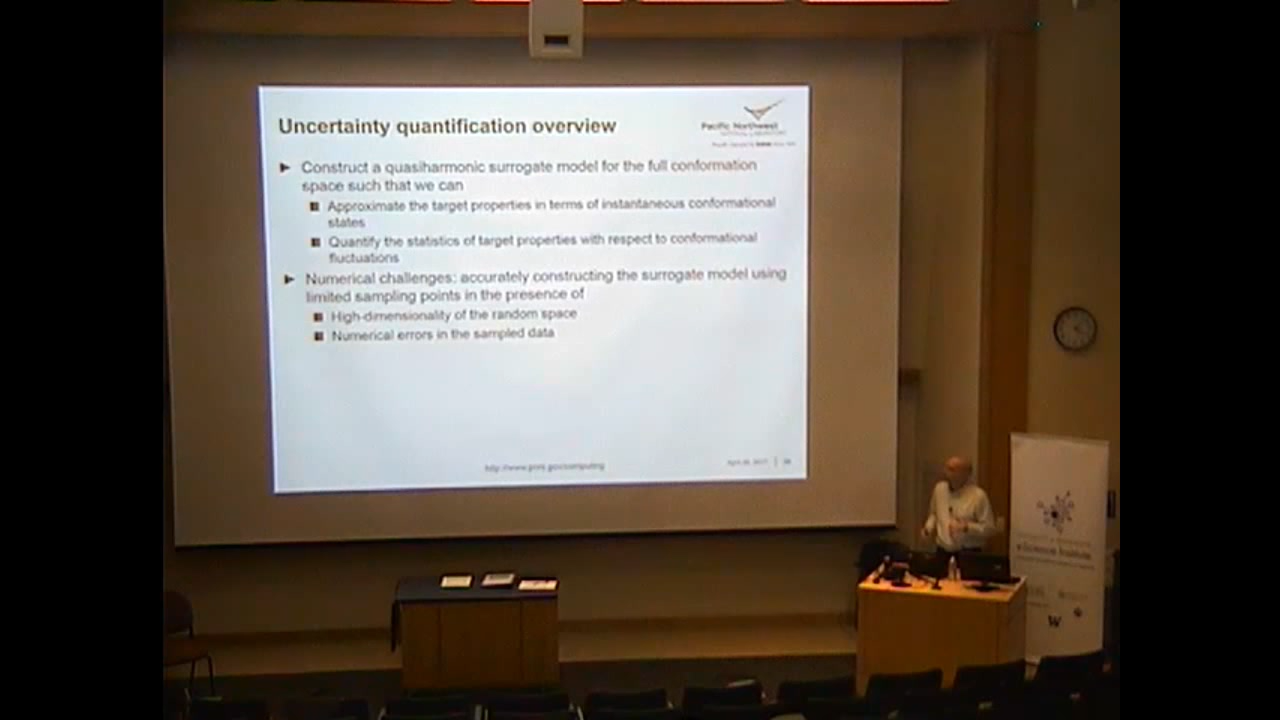 Uncertainty quantification overview
Pacific Northwest
Construct a quasiharmonic surrogate model for the full conformation
space such that we can
Approximate the target properties in terms of instantaneous conformational
states
Quantify the statistics of target properties with respect to conformational
fluctuations
Numerical challenges: accurately constructing the surrogate model using
limited sampling points in the presence of
High-dimensionality of the random space
Numerical errors in the sampled data
http://www.pnnl.gov/computing
eScience Institute
W